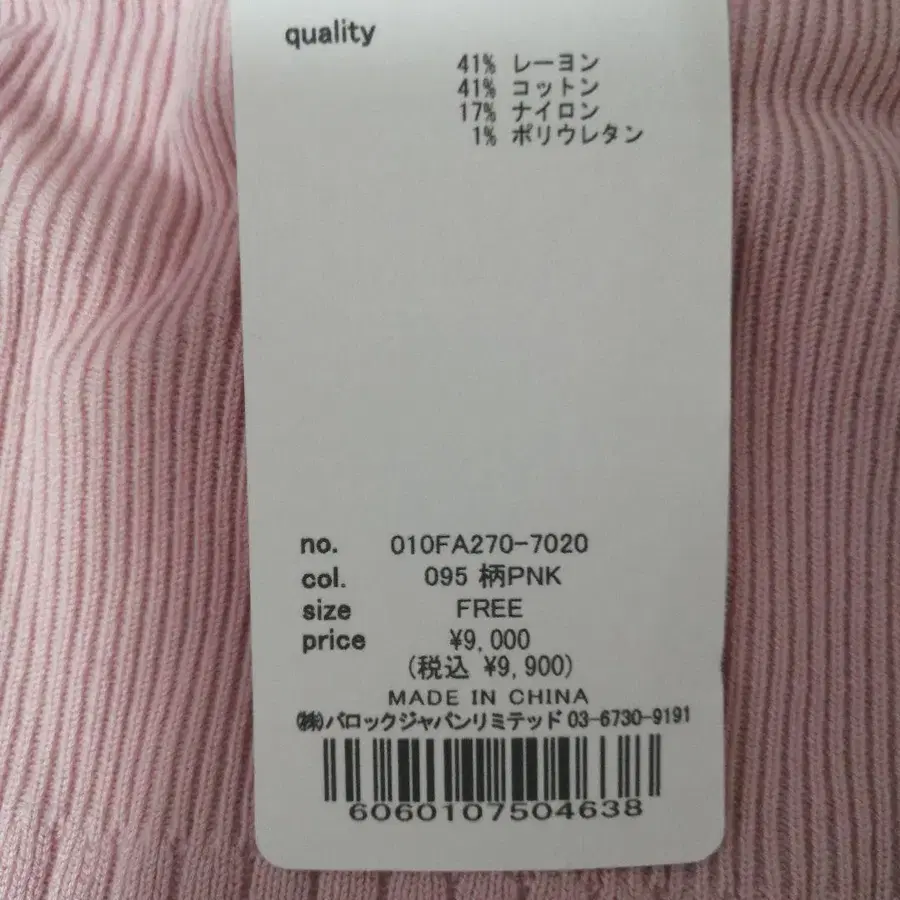 quality
41% レーヨン
41% コットン
17% ナイロン
1% ポリウレタン
no. 010FA270-7020
col. 095 柄PNK
size FREE
price ¥9,000
(税込 ¥9,900)
MADE IN CHINA
㈱バロックジャパンリミテッド 03-6730-9191
6060107504638